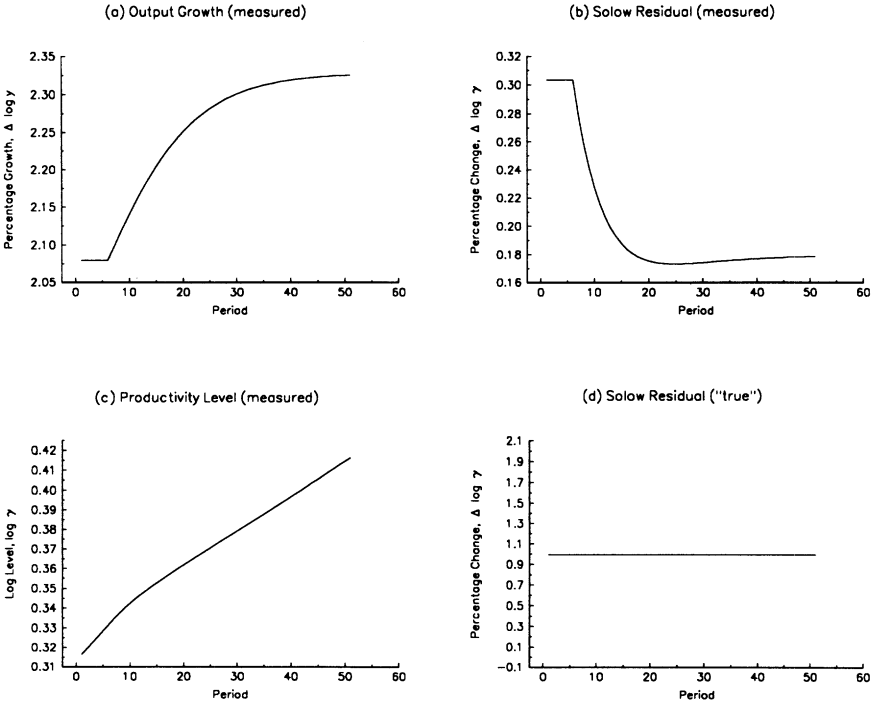 (a) Output Growth (measured)
Percentage Growth, Δ log y
2.35
2.30
2.25
2.20
2.15
2.10
2.05
0 10 20 30 40 50 60
Period
(b) Solow Residual (measured)
Percentage Change, Δ log γ
0.32
0.30
0.28
0.26
0.24
0.22
0.20
0.18
0.16
0 10 20 30 40 50 60
Period
(c) Productivity Level (measured)
Log Level, log γ
0.42
0.41
0.40
0.39
0.38
0.37
0.36
0.35
0.34
0.33
0.32
0.31
0 10 20 30 40 50 60
Period
(d) Solow Residual ("true")
Percentage Change, Δ log γ
2.1
1.9
1.7
1.5
1.3
1.1
0.9
0.7
0.5
0.3
0.1
−0.1
0 10 20 30 40 50 60
Period